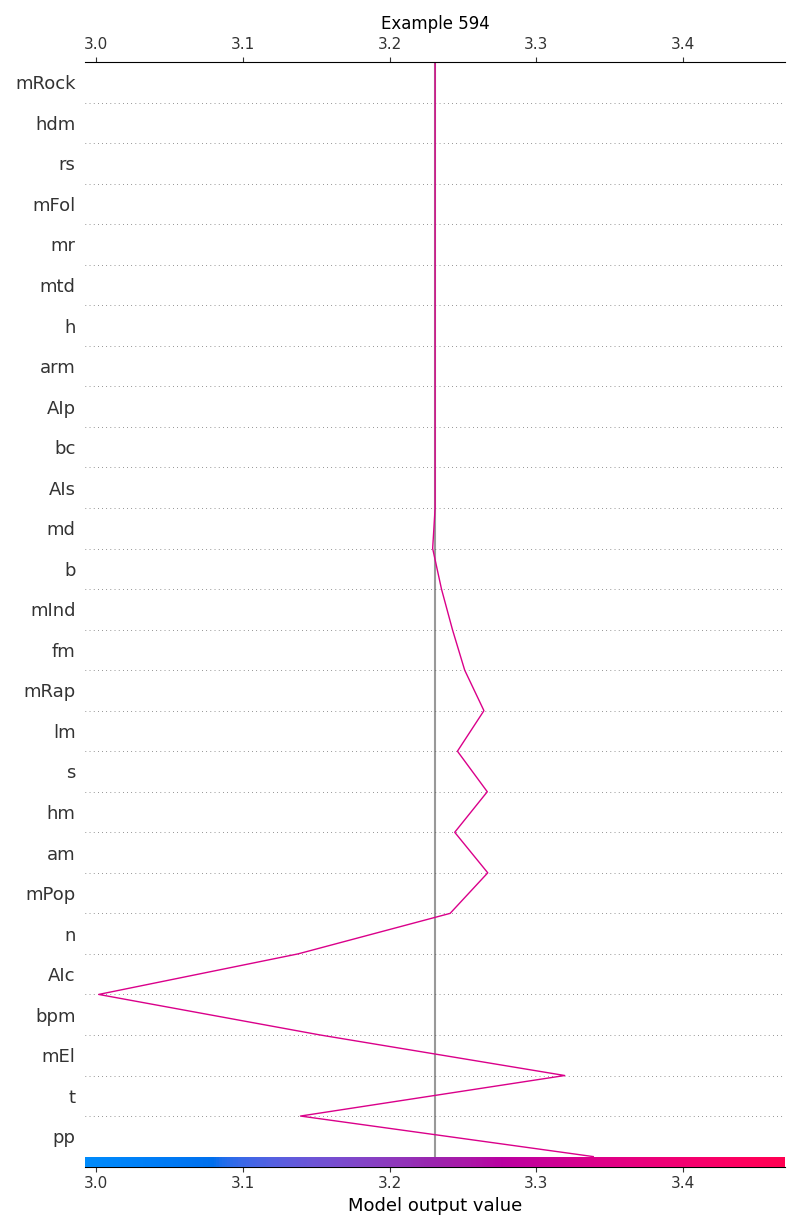 Example 594
3.0 3.1 3.2 3.3 3.4
mRock
hdm
rs
mFol
mr
mtd
h
arm
AIp
bc
AIs
md
b
mInd
fm
mRap
lm
s
hm
am
mPop
n
AIc
bpm
mEl
t
pp
3.0 3.1 3.2 3.3 3.4
Model output value